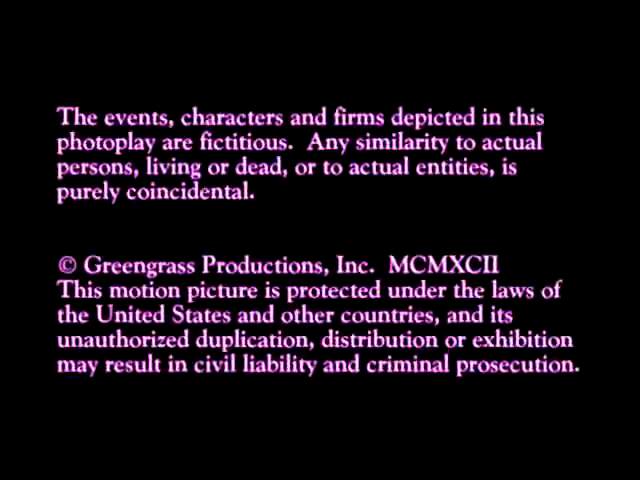 The events, characters and firms depicted in this
photoplay are fictitious.  Any similarity to actual
persons, living or dead, or to actual entities, is
purely coincidental.
© Greengrass Productions, Inc.  MCMXCII
This motion picture is protected under the laws of
the United States and other countries, and its
unauthorized duplication, distribution or exhibition
may result in civil liability and criminal prosecution.